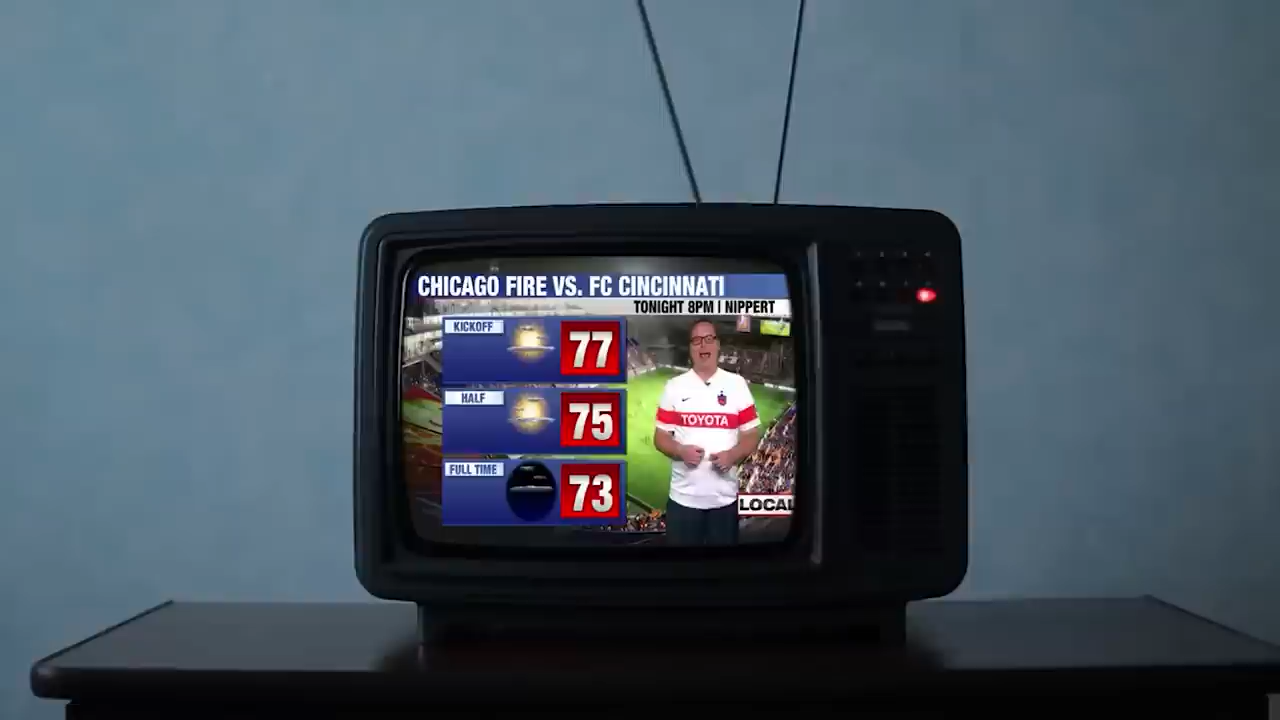 CHICAGO FIRE VS. FC CINCINNATI
TONIGHT 8PM | NIPPERT
KICKOFF
77
HALF
75
FULL TIME
73
TOYOTA
LOCAL